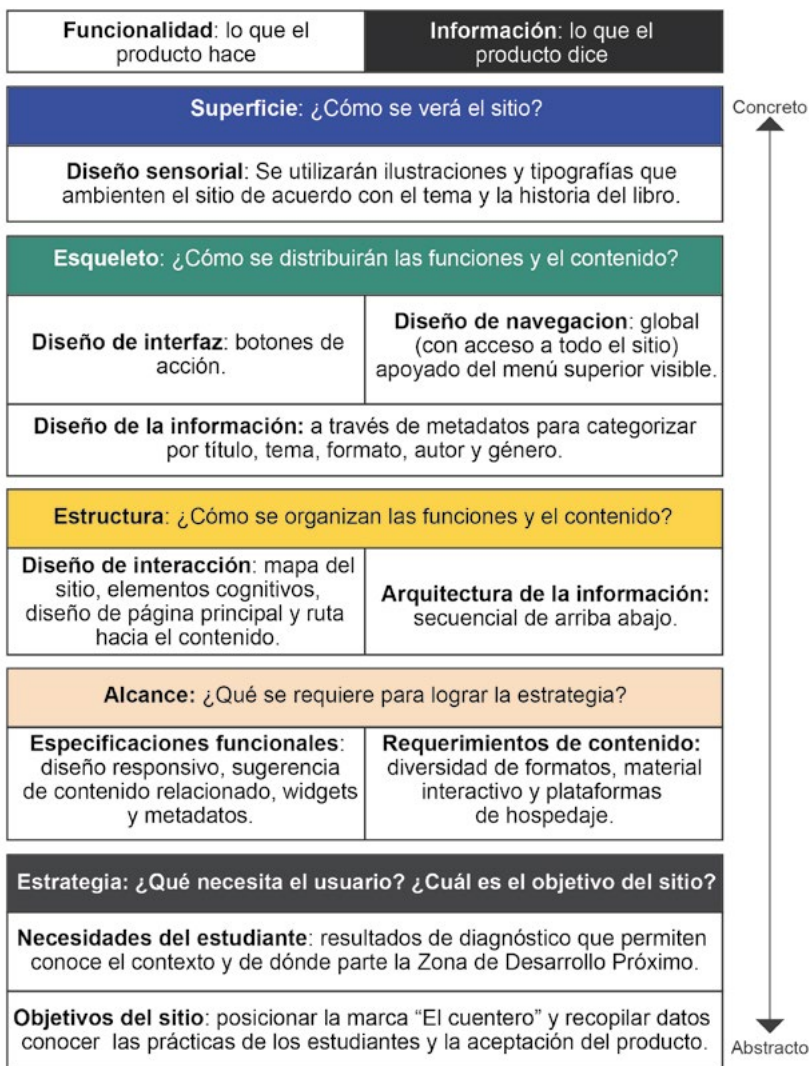 Funcionalidad: lo que el
producto hace
Información: lo que el
producto dice
Superficie: ¿Cómo se verá el sitio?
Concreto
Diseño sensorial: Se utilizarán ilustraciones y tipografías que
ambienten el sitio de acuerdo con el tema y la historia del libro.
Esqueleto: ¿Cómo se distribuirán las funciones y el contenido?
Diseño de interfaz: botones de
acción.
Diseño de navegacion: global
(con acceso a todo el sitio)
apoyado del menú superior visible.
Diseño de la información: a través de metadatos para categorizar
por título, tema, formato, autor y género.
Estructura: ¿Cómo se organizan las funciones y el contenido?
Diseño de interacción: mapa del
sitio, elementos cognitivos,
diseño de página principal y ruta
hacia el contenido.
Arquitectura de la información:
secuencial de arriba abajo.
Alcance: ¿Qué se requiere para lograr la estrategia?
Especificaciones funcionales:
diseño responsivo, sugerencia
de contenido relacionado, widgets
y metadatos.
Requerimientos de contenido:
diversidad de formatos, material
interactivo y plataformas
de hospedaje.
Estrategia: ¿Qué necesita el usuario? ¿Cuál es el objetivo del sitio?
Necesidades del estudiante: resultados de diagnóstico que permiten
conoce el contexto y de dónde parte la Zona de Desarrollo Próximo.
Objetivos del sitio: posicionar la marca “El cuentero” y recopilar datos
conocer las prácticas de los estudiantes y la aceptación del producto.
Abstracto